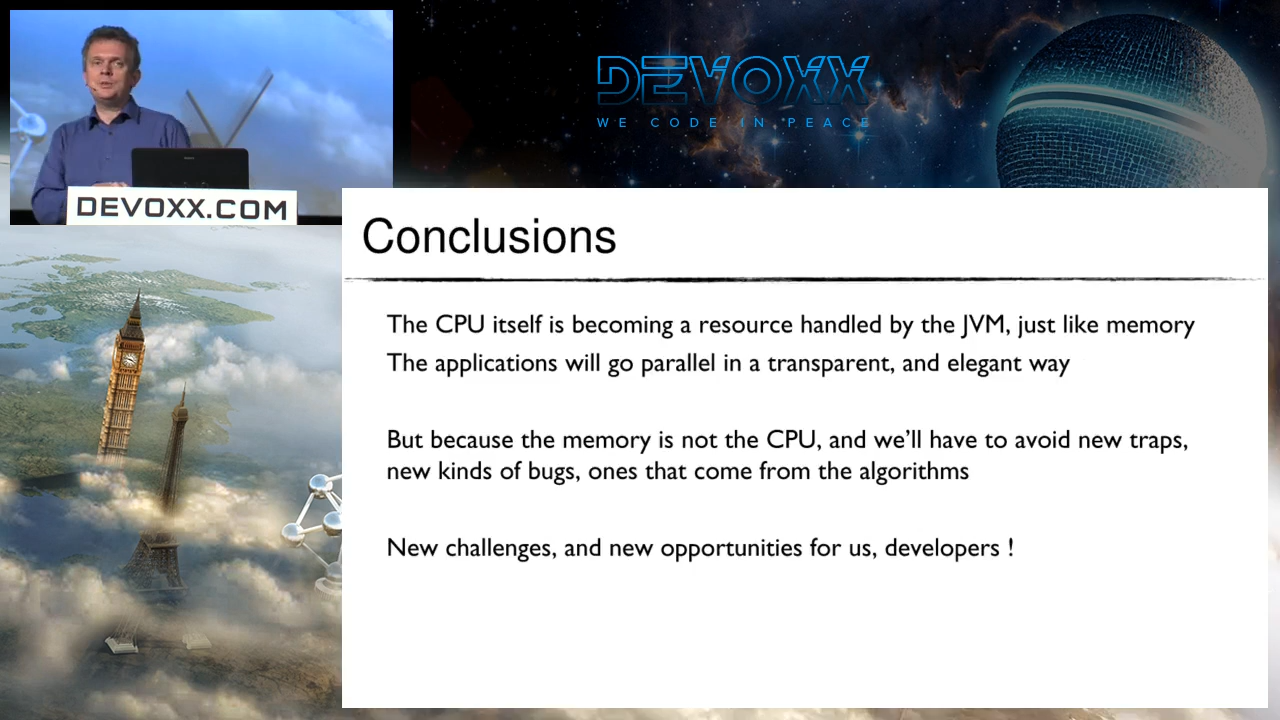 DEVOXX
WE CODE IN PEACE
DEVOXX.COM
Conclusions
The CPU itself is becoming a resource handled by the JVM, just like memory
The applications will go parallel in a transparent, and elegant way
But because the memory is not the CPU, and we'll have to avoid new traps,
new kinds of bugs, ones that come from the algorithms
New challenges, and new opportunities for us, developers !